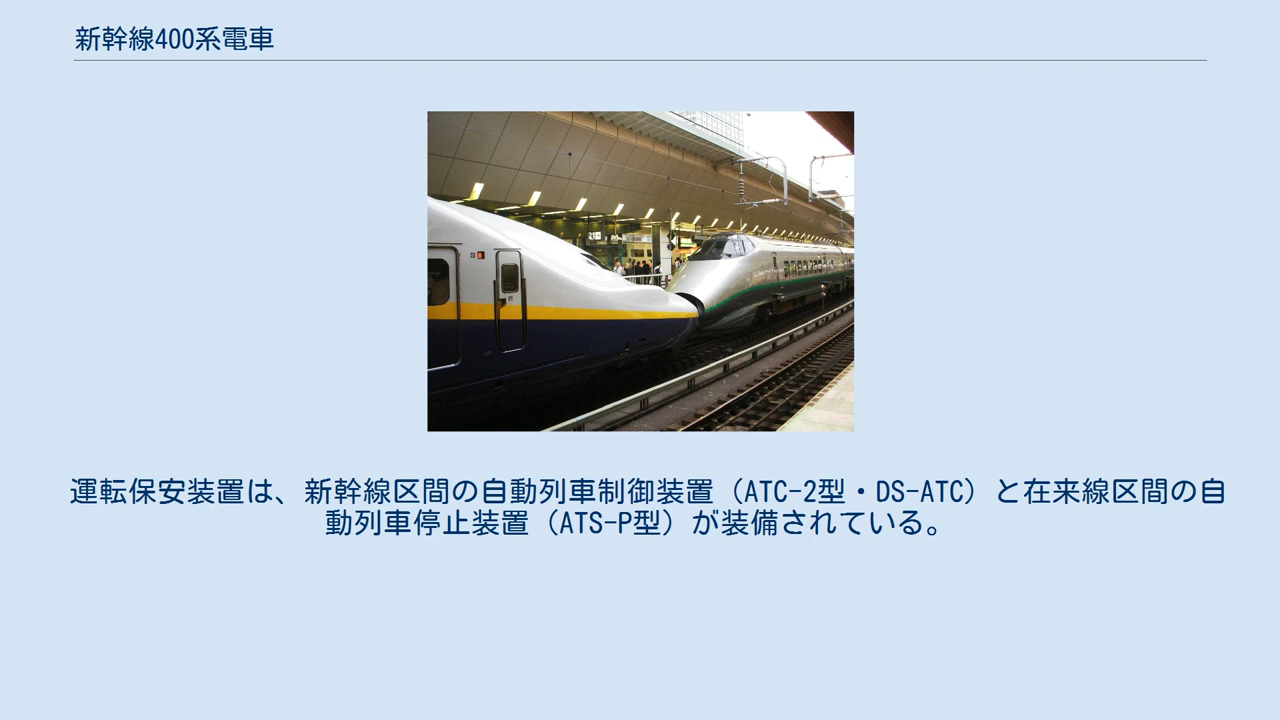 新幹線400系電車
運転保安装置は、新幹線区間の自動列車制御装置（ATC-2型・DS-ATC）と在来線区間の自
動列車停止装置（ATS-P型）が装備されている。